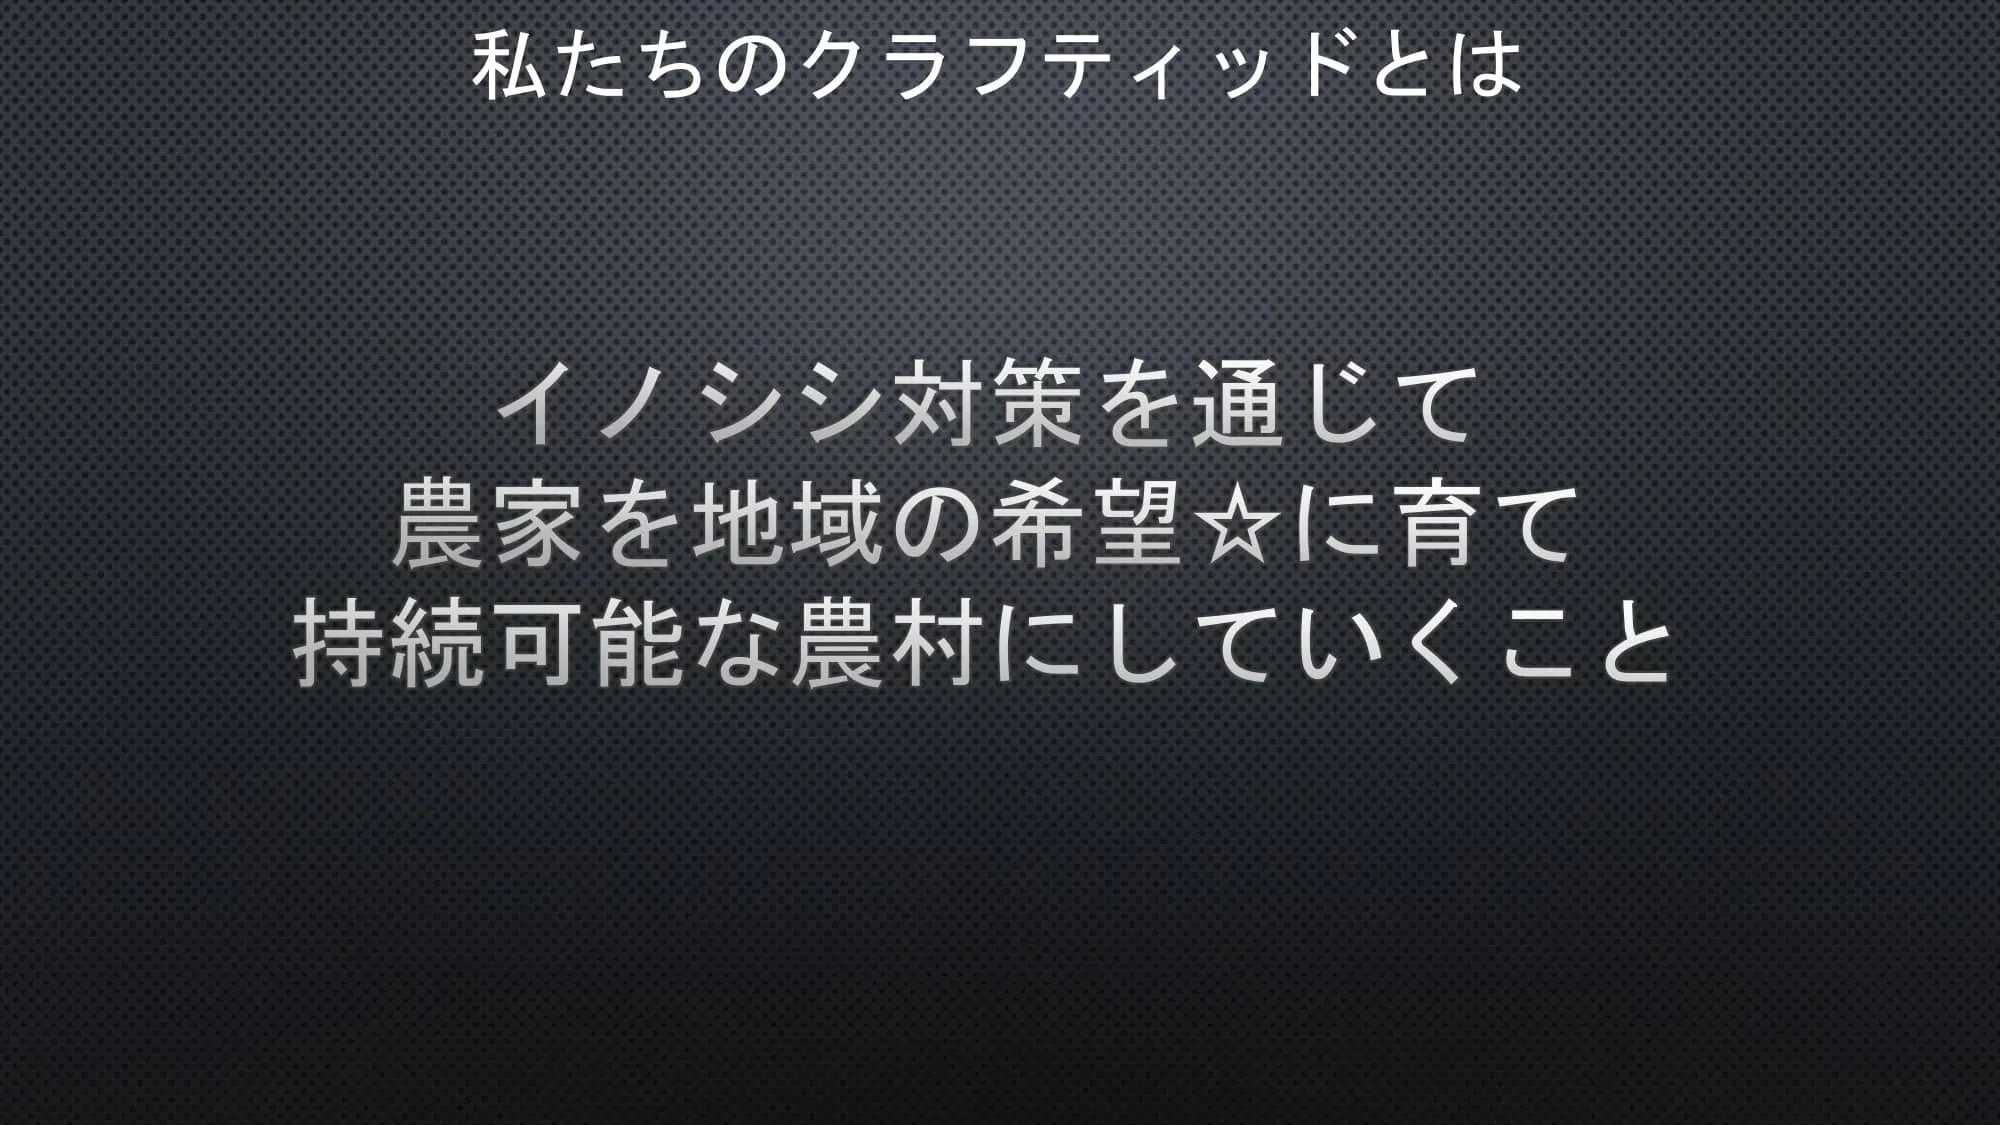 私たちのクラフティッドとは
イノシシ対策を通じて
農家を地域の希望☆に育て
持続可能な農村にしていくこと